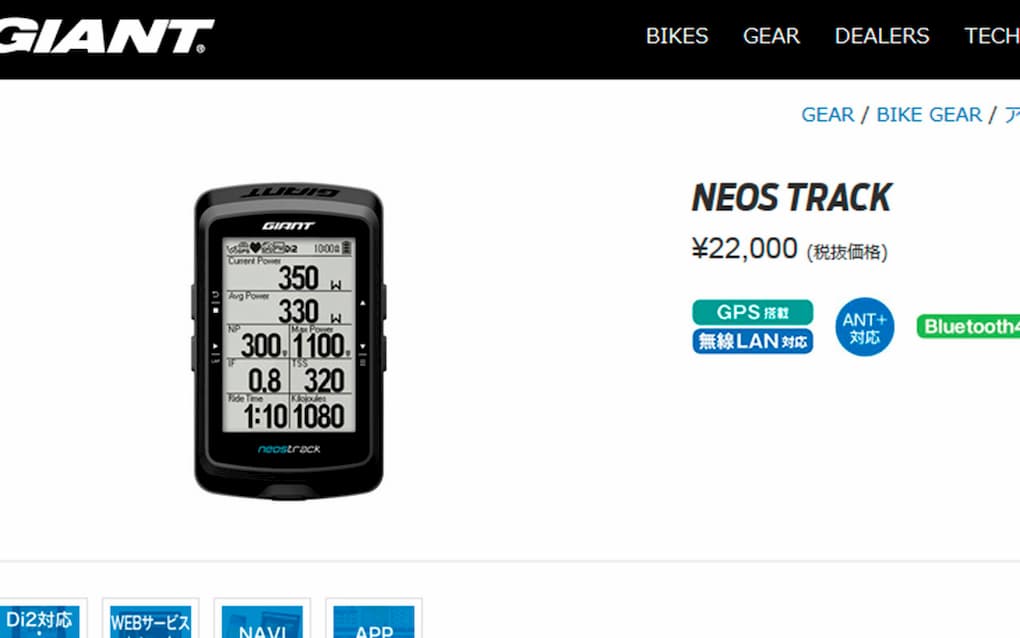 GIANT®
BIKES GEAR DEALERS TECH
GEAR / BIKE GEAR / ア
NEOS TRACK
¥22,000 (税抜価格)
GPS 搭載
無線LAN 対応
ANT+
対応
Bluetooth4
GIANT
GIANT
Di2 10:00
Current Power
350 W
Avg Power
330 W
NP Max Power
300 1100
IF TSS
0.8 320
Ride Time Kilojoules
1:10 1080
neostrack
Di2対応
WEBサービス
NAVI
APP